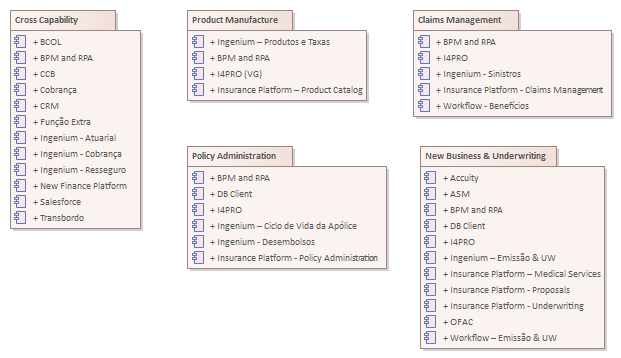 Cross Capability
+ BCOL
+ BPM and RPA
+ CCB
+ Cobrança
+ CRM
+ Função Extra
+ Ingenium - Atuarial
+ Ingenium - Cobrança
+ Ingenium - Resseguro
+ New Finance Platform
+ Salesforce
+ Transbordo
Product Manufacture
+ Ingenium – Produtos e Taxas
+ BPM and RPA
+ I4PRO (VG)
+ Insurance Platform – Product Catalog
Claims Management
+ BPM and RPA
+ I4PRO
+ Ingenium - Sinistros
+ Insurance Platform - Claims Management
+ Workflow - Benefícios
Policy Administration
+ BPM and RPA
+ DB Client
+ I4PRO
+ Ingenium – Ciclo de Vida da Apólice
+ Ingenium - Desembolsos
+ Insurance Platform - Policy Administration
New Business & Underwriting
+ Accuity
+ ASM
+ BPM and RPA
+ DB Client
+ I4PRO
+ Ingenium – Emissão & UW
+ Insurance Platform – Medical Services
+ Insurance Platform - Proposals
+ Insurance Platform - Underwriting
+ OFAC
+ Workflow – Emissão & UW